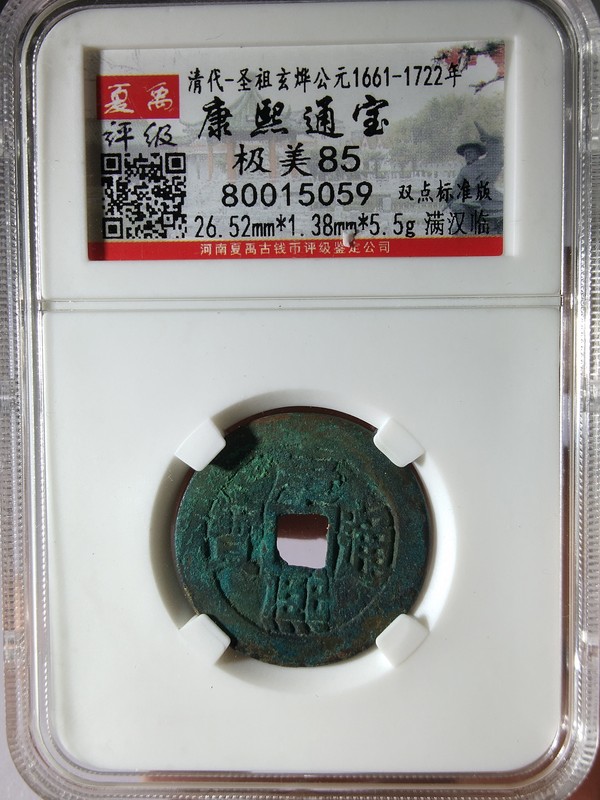 清代-圣祖玄烨公元1661-1722年
夏禹
评级
康熙通宝
极美85
80015059 双点标准版
26.52mm*1.38mm*5.5g 满汉临
河南夏禹古钱币评级鉴定公司
康
熙
通
寶